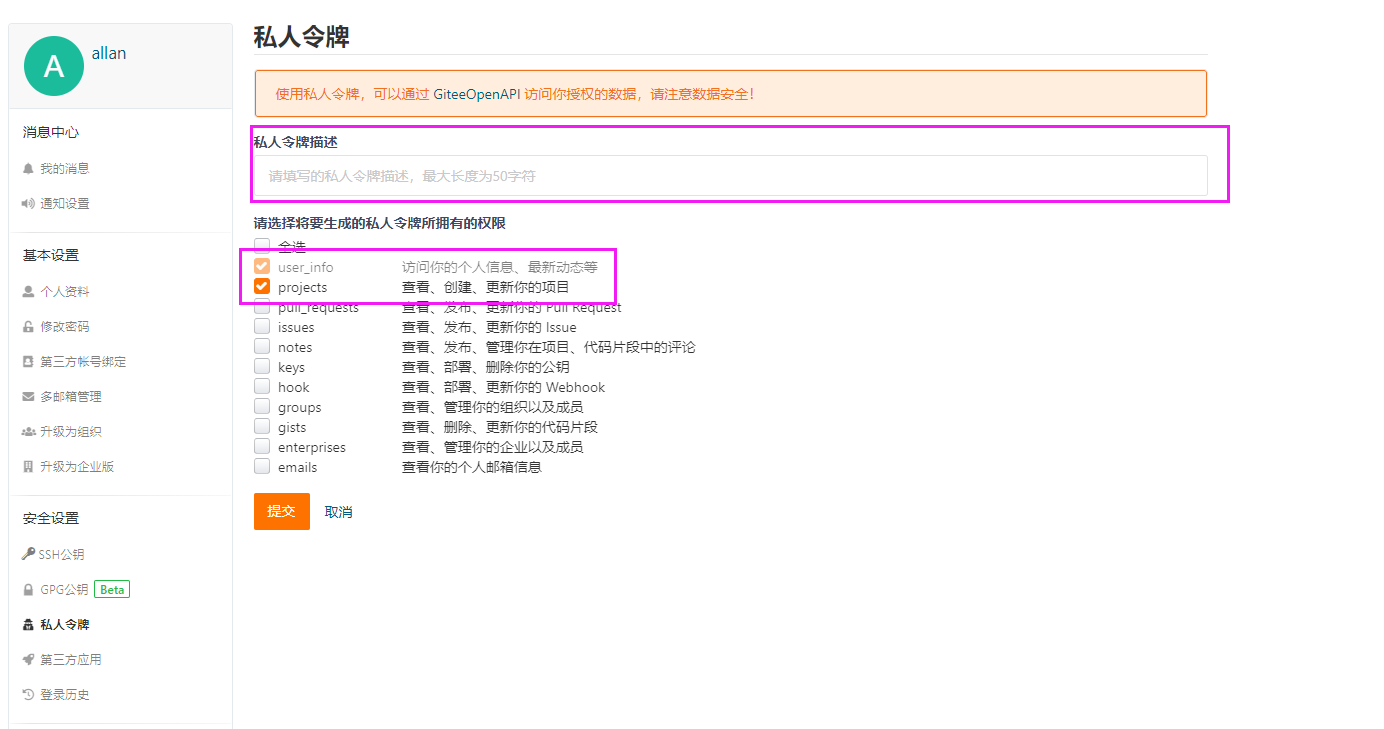 A
allan
消息中心
我的消息
通知设置
基本设置
个人资料
修改密码
第三方帐号绑定
多邮箱管理
升级为组织
升级为企业版
安全设置
SSH公钥
GPG公钥 Beta
私人令牌
第三方应用
登录历史
私人令牌
使用私人令牌，可以通过 GiteeOpenAPI 访问你授权的数据，请注意数据安全！
私人令牌描述
请填写的私人令牌描述，最大长度为50字符
请选择将要生成的私人令牌所拥有的权限
全选
user_info 访问你的个人信息、最新动态等
projects 查看、创建、更新你的项目
pull_requests 查看、发布、更新你的 Pull Request
issues 查看、发布、更新你的 Issue
notes 查看、发布、管理你在项目、代码片段中的评论
keys 查看、部署、删除你的公钥
hook 查看、部署、更新你的 Webhook
groups 查看、管理你的组织以及成员
gists 查看、删除、更新你的代码片段
enterprises 查看、管理你的企业以及成员
emails 查看你的个人邮箱信息
提交 取消